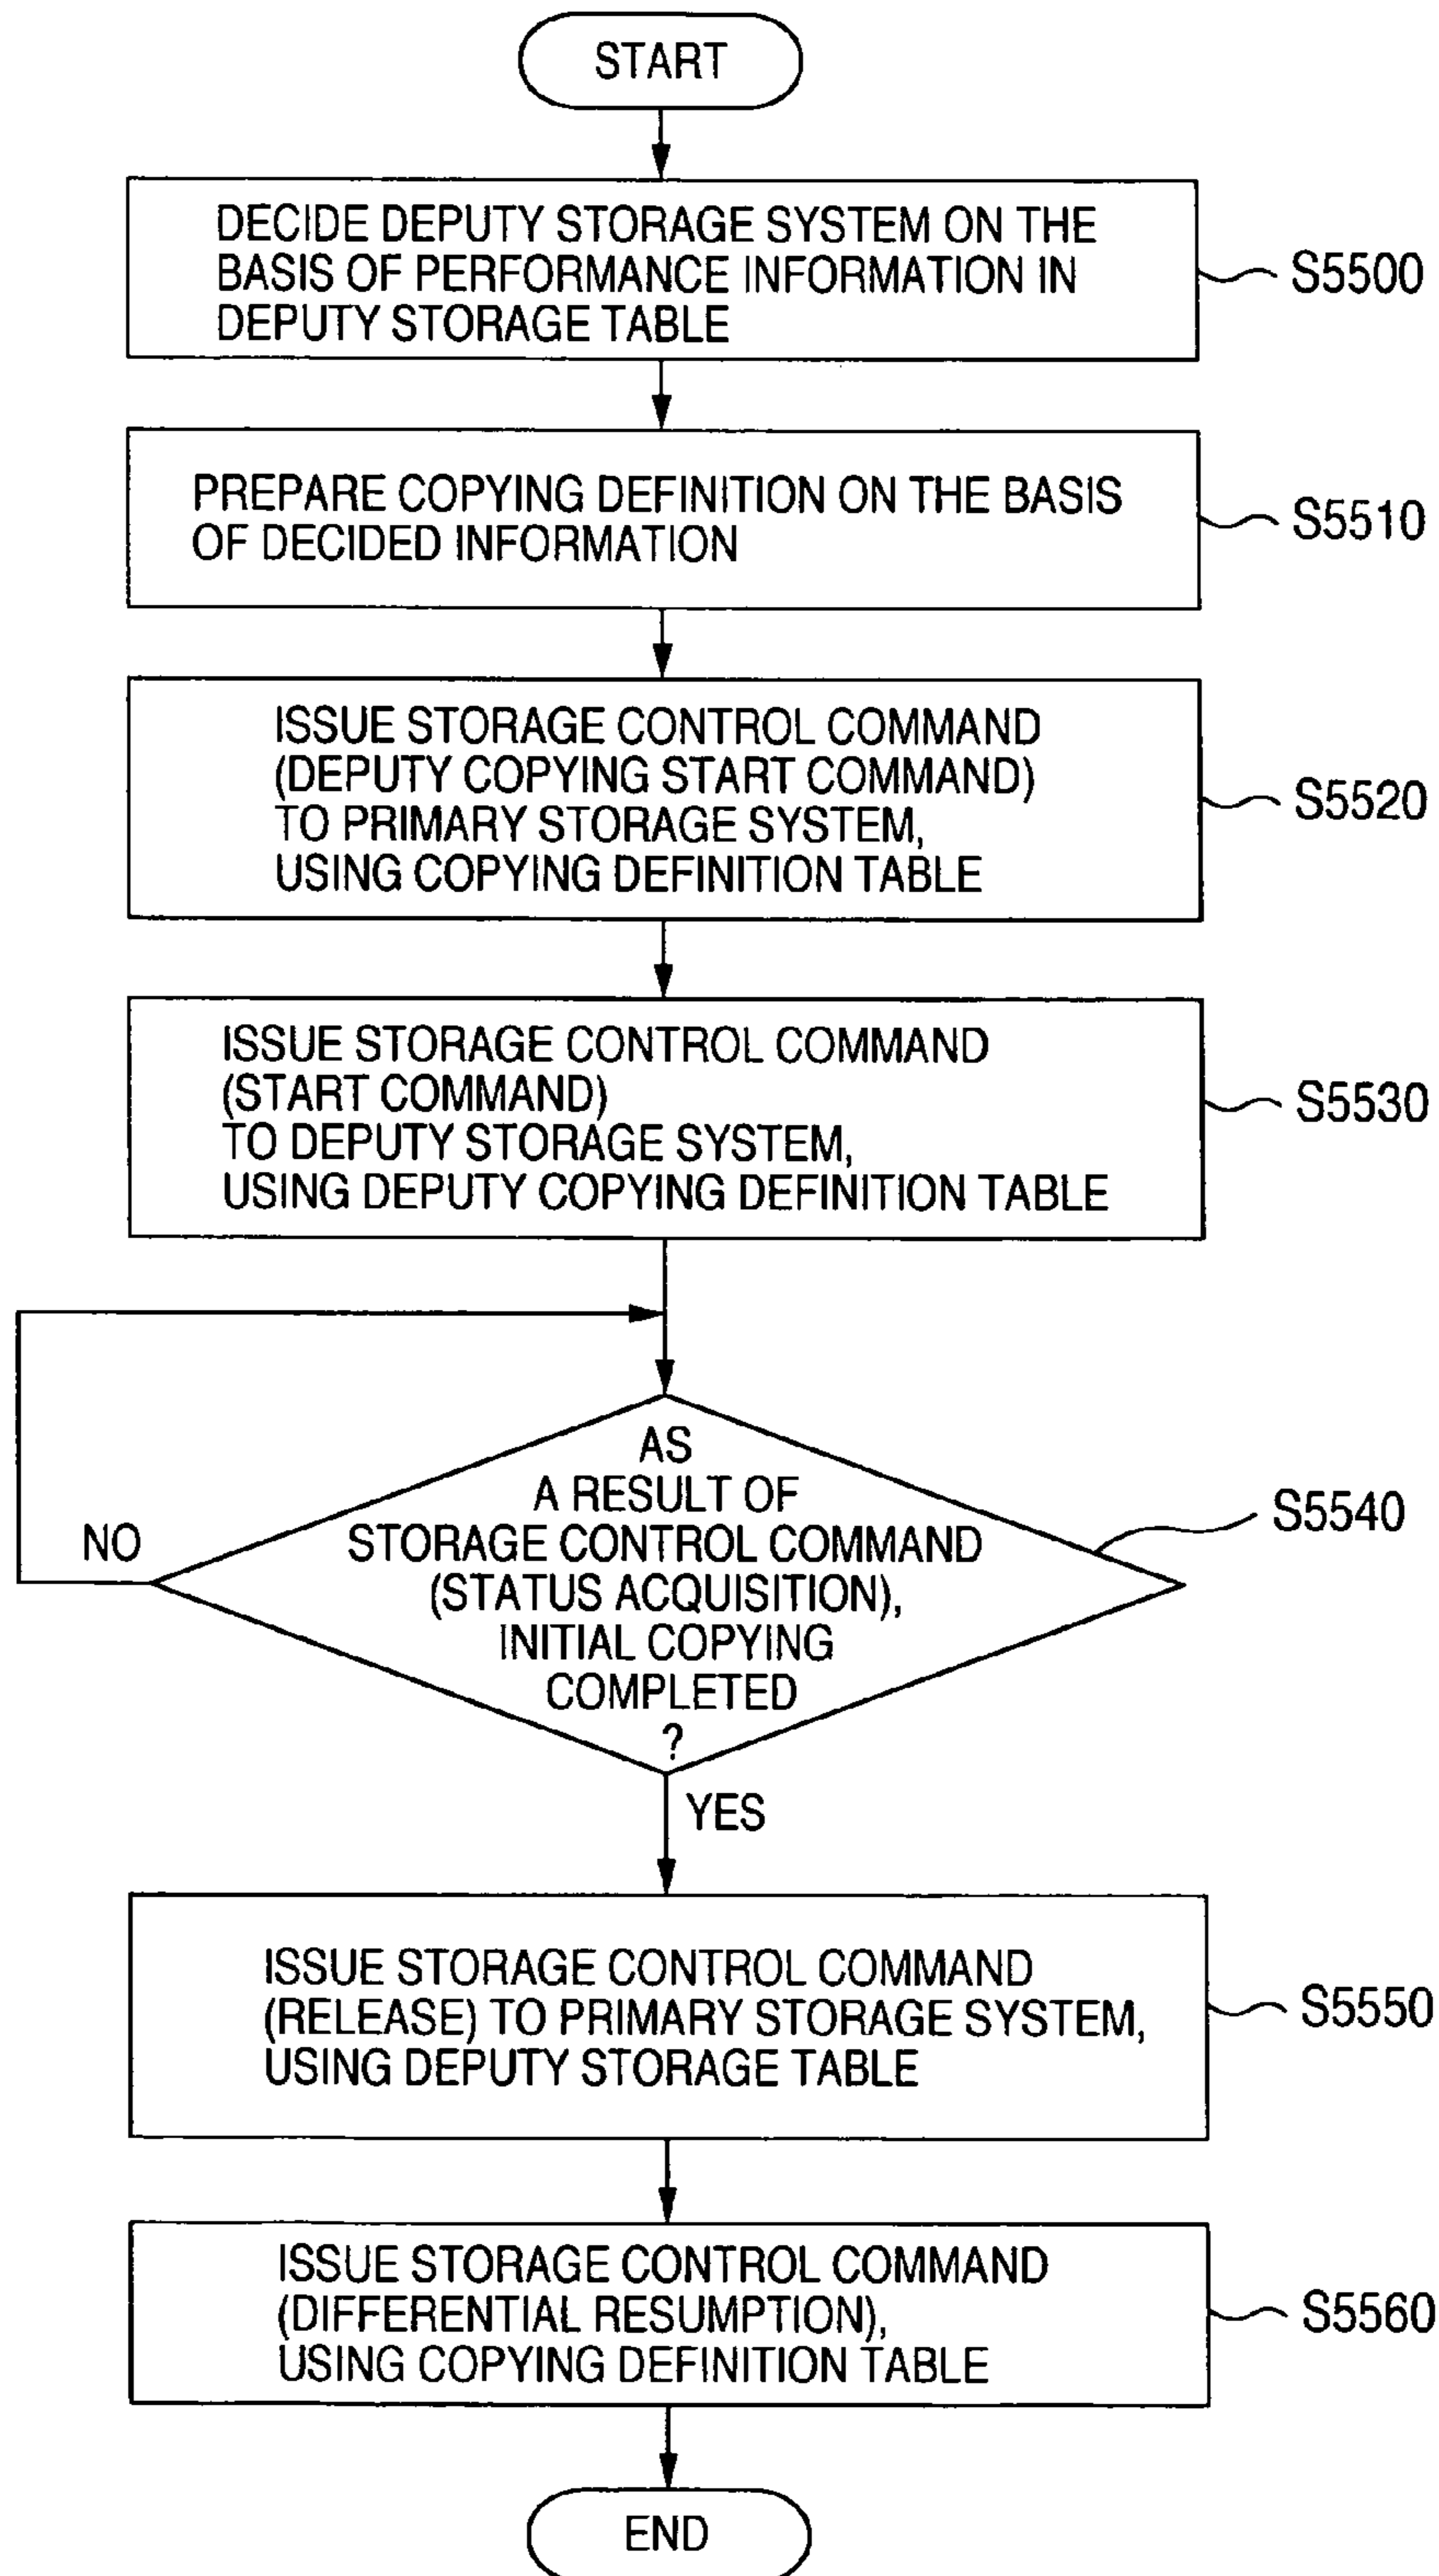 START
DECIDE DEPUTY STORAGE SYSTEM ON THE
BASIS OF PERFORMANCE INFORMATION IN
DEPUTY STORAGE TABLE
S5500
PREPARE COPYING DEFINITION ON THE BASIS
OF DECIDED INFORMATION
S5510
ISSUE STORAGE CONTROL COMMAND
(DEPUTY COPYING START COMMAND)
TO PRIMARY STORAGE SYSTEM,
USING COPYING DEFINITION TABLE
S5520
ISSUE STORAGE CONTROL COMMAND
(START COMMAND)
TO DEPUTY STORAGE SYSTEM,
USING DEPUTY COPYING DEFINITION TABLE
S5530
AS
A RESULT OF
STORAGE CONTROL COMMAND
(STATUS ACQUISITION),
INITIAL COPYING
COMPLETED
?
S5540
NO
YES
ISSUE STORAGE CONTROL COMMAND
(RELEASE) TO PRIMARY STORAGE SYSTEM,
USING DEPUTY STORAGE TABLE
S5550
ISSUE STORAGE CONTROL COMMAND
(DIFFERENTIAL RESUMPTION),
USING COPYING DEFINITION TABLE
S5560
END